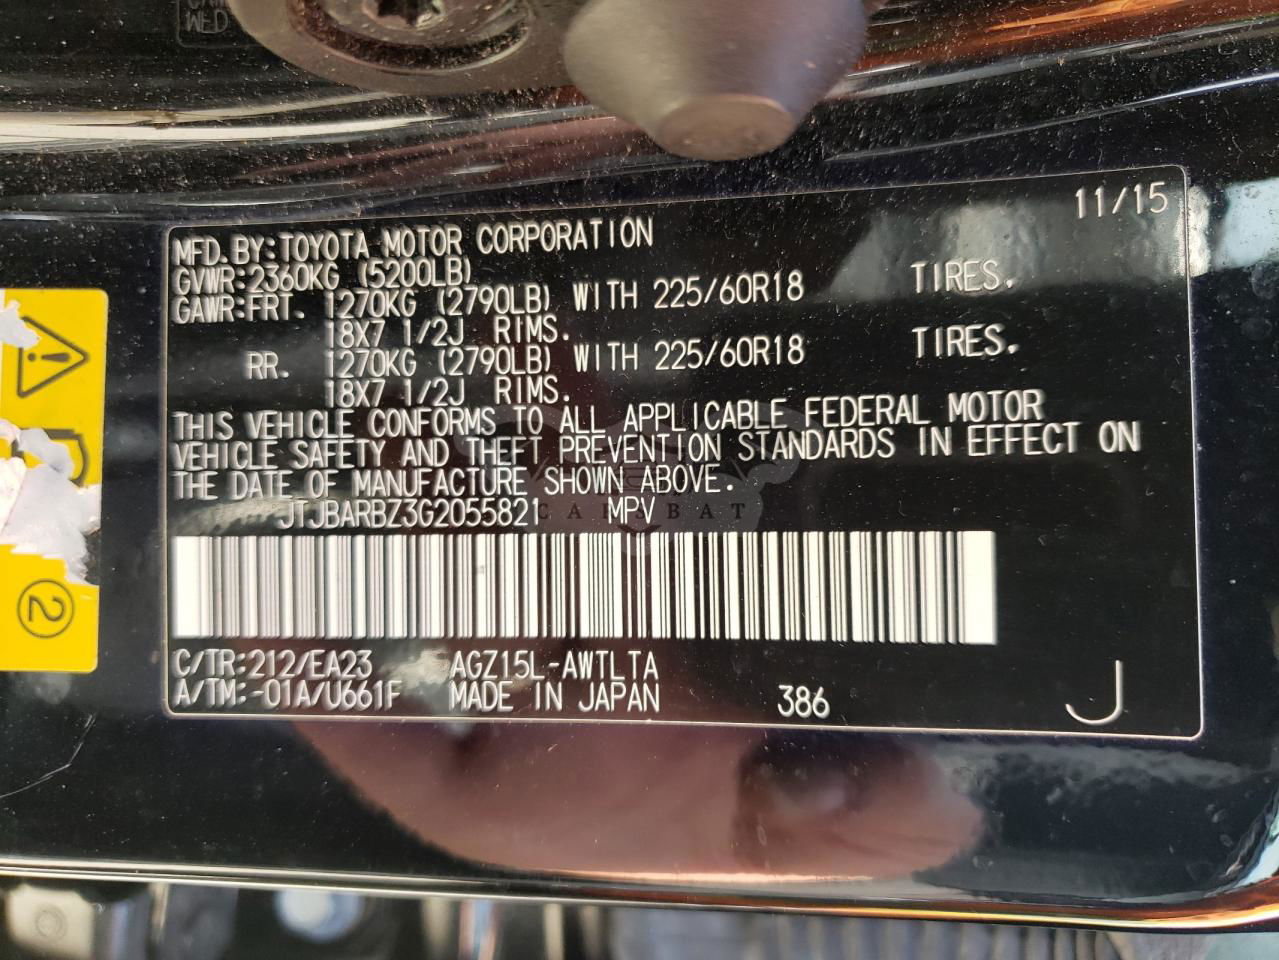 WED
11/15
MFD.BY:TOYOTA MOTOR CORPORATION
GVWR:2360KG (5200LB)
GAWR:FRT. 1270KG (2790LB) WITH 225/60R18 TIRES.
18X7 1/2J RIMS.
RR. 1270KG (2790LB) WITH 225/60R18 TIRES.
18X7 1/2J RIMS.
THIS VEHICLE CONFORMS TO ALL APPLICABLE FEDERAL MOTOR
VEHICLE SAFETY AND THEFT PREVENTION STANDARDS IN EFFECT ON
THE DATE OF MANUFACTURE SHOWN ABOVE.
JTJBARBZ3G2055821 MPV
CARSBAT
C/TR:212/EA23 AGZ15L-AWTLTA
A/TM:-01A/U661F MADE IN JAPAN 386 J
2